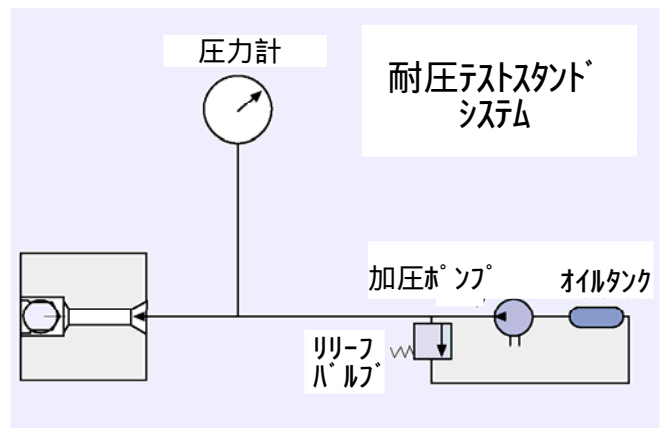 圧力計
耐圧ﾃｽﾄｽﾀﾝﾄﾞ
ｼｽﾃﾑ
加圧ﾎﾟﾝﾌﾟ
ｵｲﾙﾀﾝｸ
ﾘﾘｰﾌ
ﾊﾞﾙﾌﾞ